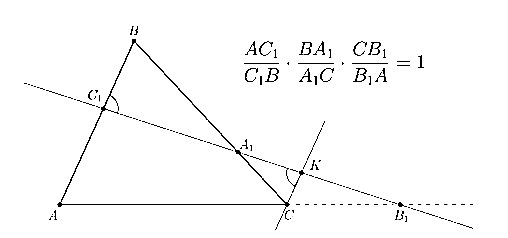 B
AC₁/C₁B · BA₁/A₁C · CB₁/B₁A = 1
C₁
A₁
K
A
C
B₁